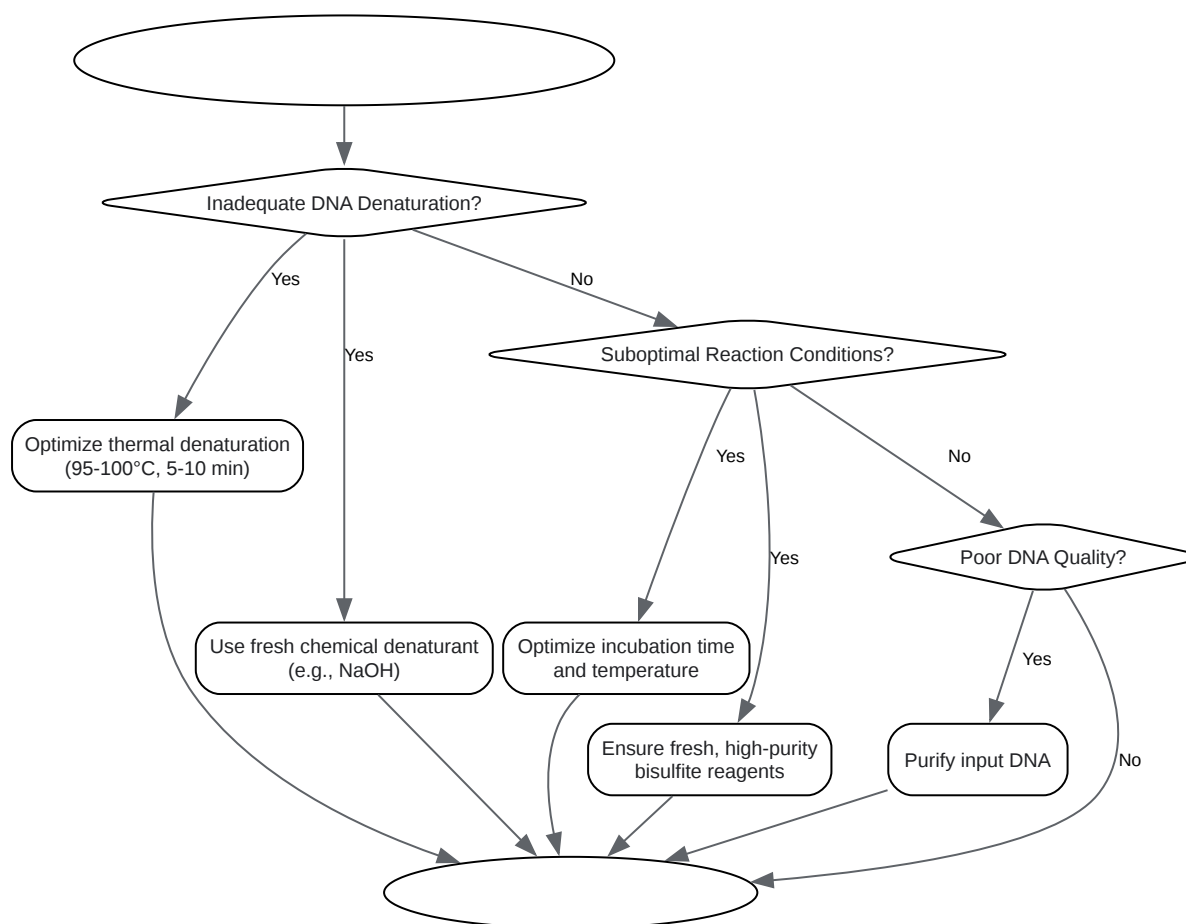 Inadequate DNA Denaturation?
Yes
No
Yes
Suboptimal Reaction Conditions?
Optimize thermal denaturation
(95-100°C, 5-10 min)
Yes
No
Yes
Poor DNA Quality?
Use fresh chemical denaturant
(e.g., NaOH)
Optimize incubation time
and temperature
Yes
Ensure fresh, high-purity
bisulfite reagents
Purify input DNA
No